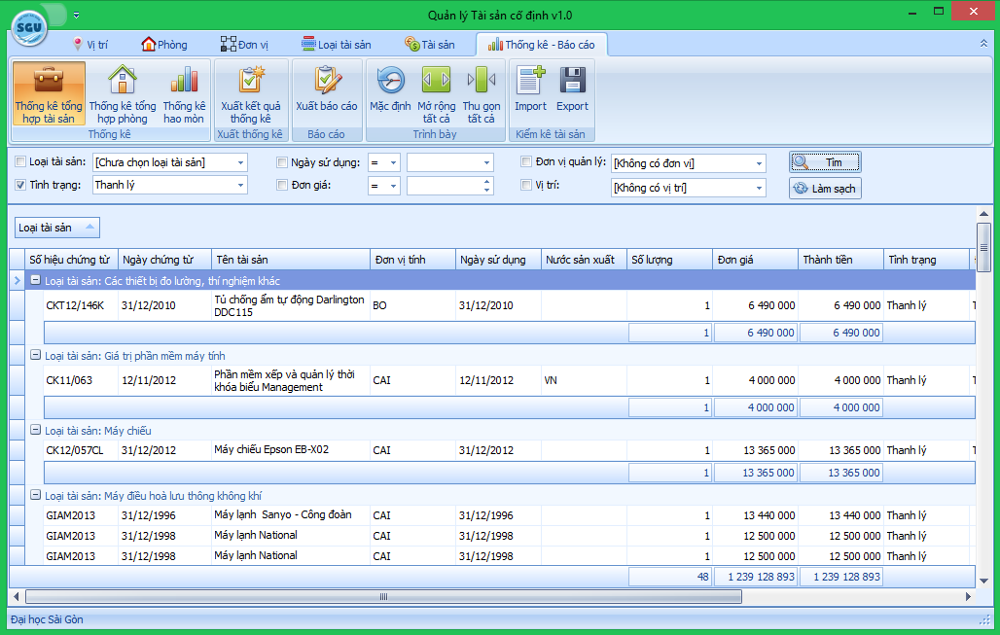 Quản lý Tài sản cố định v1.0
SGU
Vị trí Phòng Đơn vị Loại tài sản Tài sản Thống kê - Báo cáo
Thống kê tổng hợp tài sản Thống kê tổng hợp phòng Thống kê hao mòn Xuất kết quả thống kê Xuất báo cáo Mặc định Mở rộng tất cả Thu gọn tất cả Import Export
Thống kê Xuất thống kê Báo cáo Trình bày Kiểm kê tài sản
Loại tài sản: [Chưa chọn loại tài sản] Ngày sử dụng: = Đơn vị quản lý: [Không có đơn vị] Tìm
Tình trạng: Thanh lý Đơn giá: = Vị trí: [Không có vị trí] Làm sạch
Loại tài sản
Số hiệu chứng từ Ngày chứng từ Tên tài sản Đơn vị tính Ngày sử dụng Nước sản xuất Số lượng Đơn giá Thành tiền Tình trạng
Loại tài sản: Các thiết bị đo lường, thí nghiệm khác
CKT12/146K 31/12/2010 Tủ chống ẩm tự động Darlington DDC115 BO 31/12/2010 1 6 490 000 6 490 000 Thanh lý
1 6 490 000 6 490 000
Loại tài sản: Giá trị phần mềm máy tính
CK11/063 12/11/2012 Phần mềm xếp và quản lý thời khóa biểu Management CAI 12/11/2012 VN 1 4 000 000 4 000 000 Thanh lý
1 4 000 000 4 000 000
Loại tài sản: Máy chiếu
CK12/057CL 31/12/2012 Máy chiếu Epson EB-X02 CAI 31/12/2012 1 13 365 000 13 365 000 Thanh lý
1 13 365 000 13 365 000
Loại tài sản: Máy điều hoà lưu thông không khí
GIAM2013 31/12/1996 Máy lạnh Sanyo - Công đoàn CAI 31/12/1996 1 13 440 000 13 440 000 Thanh lý
GIAM2013 31/12/1998 Máy lạnh National CAI 31/12/1998 1 12 500 000 12 500 000 Thanh lý
GIAM2013 31/12/1998 Máy lạnh National CAI 31/12/1998 1 12 500 000 12 500 000 Thanh lý
48 1 239 128 893 1 239 128 893
Đại học Sài Gòn